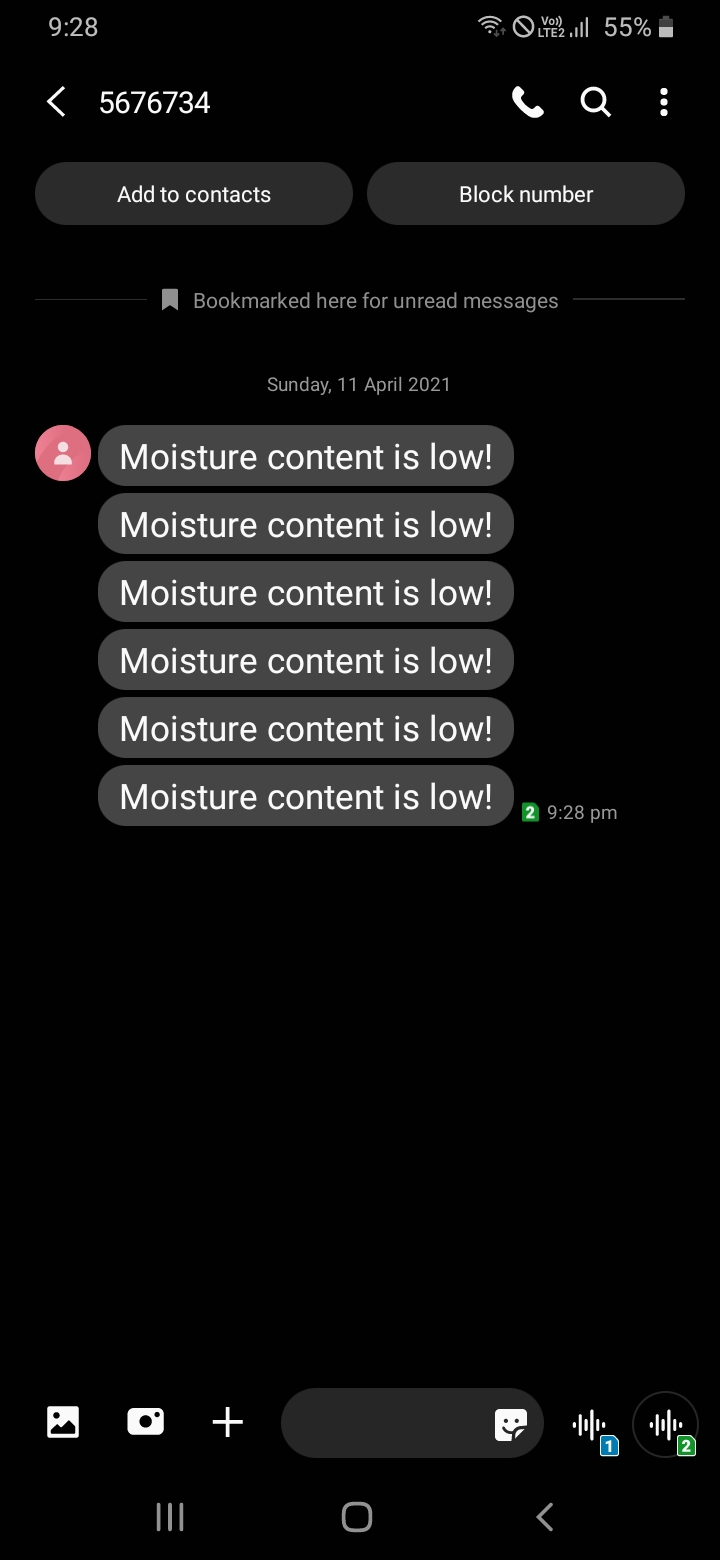 9:28
Vo))
LTE2
55%
5676734
Add to contacts
Block number
Bookmarked here for unread messages
Sunday, 11 April 2021
Moisture content is low!
Moisture content is low!
Moisture content is low!
Moisture content is low!
Moisture content is low!
Moisture content is low!
2 9:28 pm
1
2